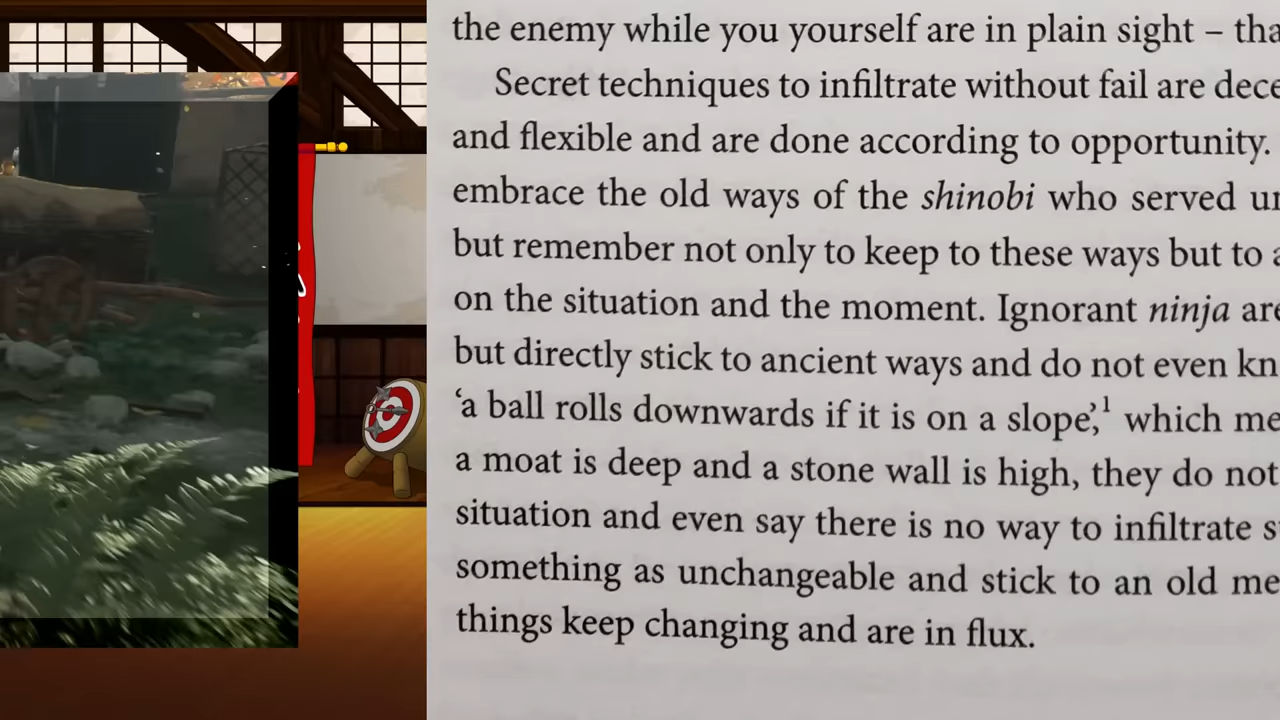 the enemy while you yourself are in plain sight – tha
Secret techniques to infiltrate without fail are dece
and flexible and are done according to opportunity.
embrace the old ways of the shinobi who served un
but remember not only to keep to these ways but to a
on the situation and the moment. Ignorant ninja are
but directly stick to ancient ways and do not even kn
‘a ball rolls downwards if it is on a slope’,¹ which me
a moat is deep and a stone wall is high, they do not
situation and even say there is no way to infiltrate s
something as unchangeable and stick to an old me
things keep changing and are in flux.